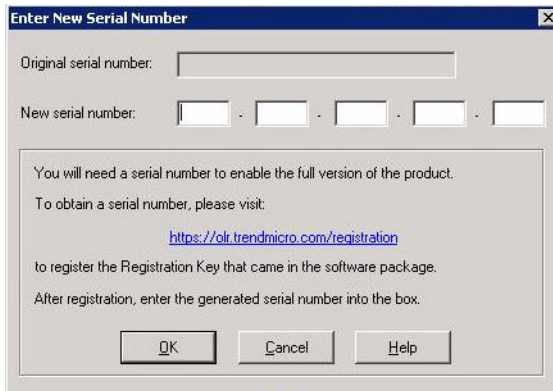 Enter New Serial Number
Original serial number:
New serial number: - - - -
You will need a serial number to enable the full version of the product.
To obtain a serial number, please visit:
https://olr.trendmicro.com/registration
to register the Registration Key that came in the software package.
After registration, enter the generated serial number into the box.
OK Cancel Help